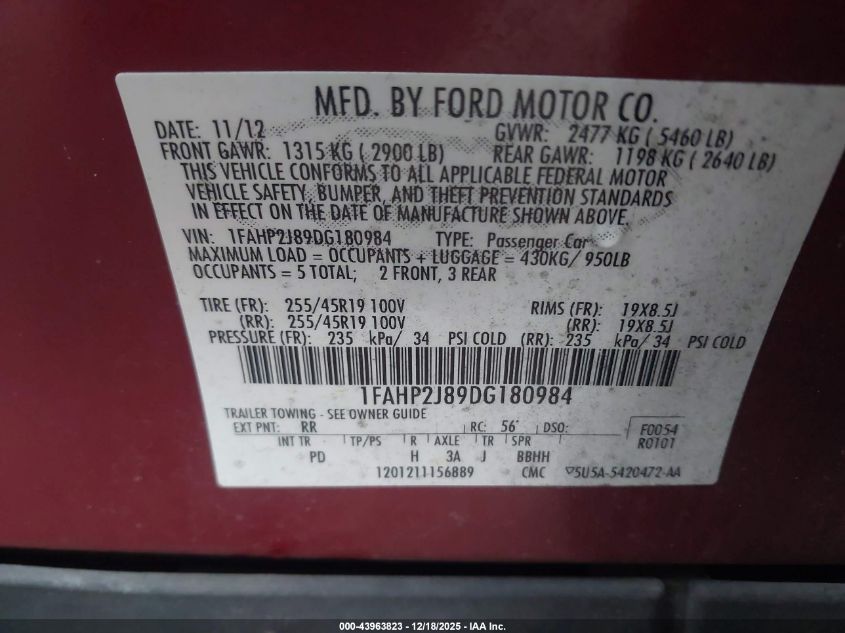 MFD. BY FORD MOTOR CO.
DATE: 11/12 GVWR: 2477 KG ( 5460 LB)
FRONT GAWR: 1315 KG ( 2900 LB) REAR GAWR: 1198 KG ( 2640 LB)
THIS VEHICLE CONFORMS TO ALL APPLICABLE FEDERAL MOTOR
VEHICLE SAFETY, BUMPER, AND THEFT PREVENTION STANDARDS
IN EFFECT ON THE DATE OF MANUFACTURE SHOWN ABOVE.
VIN: 1FAHP2J89DG180984 TYPE: Passenger Car
MAXIMUM LOAD = OCCUPANTS + LUGGAGE = 430KG/ 950LB
OCCUPANTS = 5 TOTAL; 2 FRONT, 3 REAR
TIRE (FR): 255/45R19 100V RIMS (FR): 19X8.5J
(RR): 255/45R19 100V (RR): 19X8.5J
PRESSURE (FR): 235 kPa/ 34 PSI COLD (RR): 235 kPa/ 34 PSI COLD
1FAHP2J89DG180984
TRAILER TOWING - SEE OWNER GUIDE
EXT PNT: RR RC: 56 DSO: F0054
R0101
INT TR TP/PS R AXLE TR SPR
PD H 3A J BBHH
1201211156889 CMC 5U5A-5420472-AA
000-43963823 - 12/18/2025 - IAA Inc.